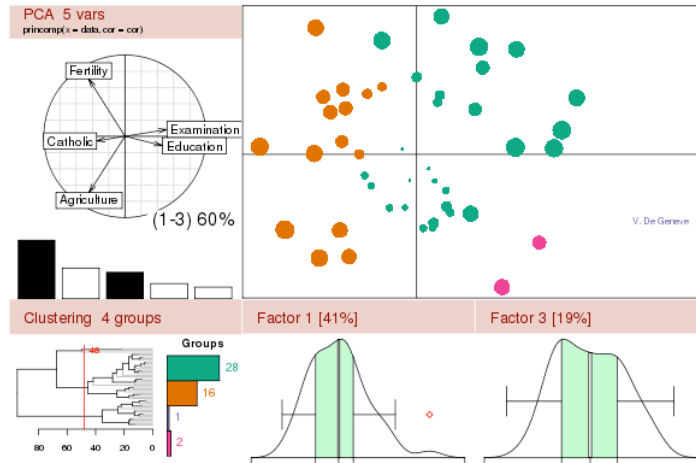 PCA 5 vars
princomp(x = data, cor = cor)
Fertility
Examination
Catholic
Education
Agriculture
(1-3) 60%
V. De Geneve
Clustering 4 groups
Factor 1 [41%]
Factor 3 [19%]
48
Groups
28
16
1
2
80 60 40 20 0